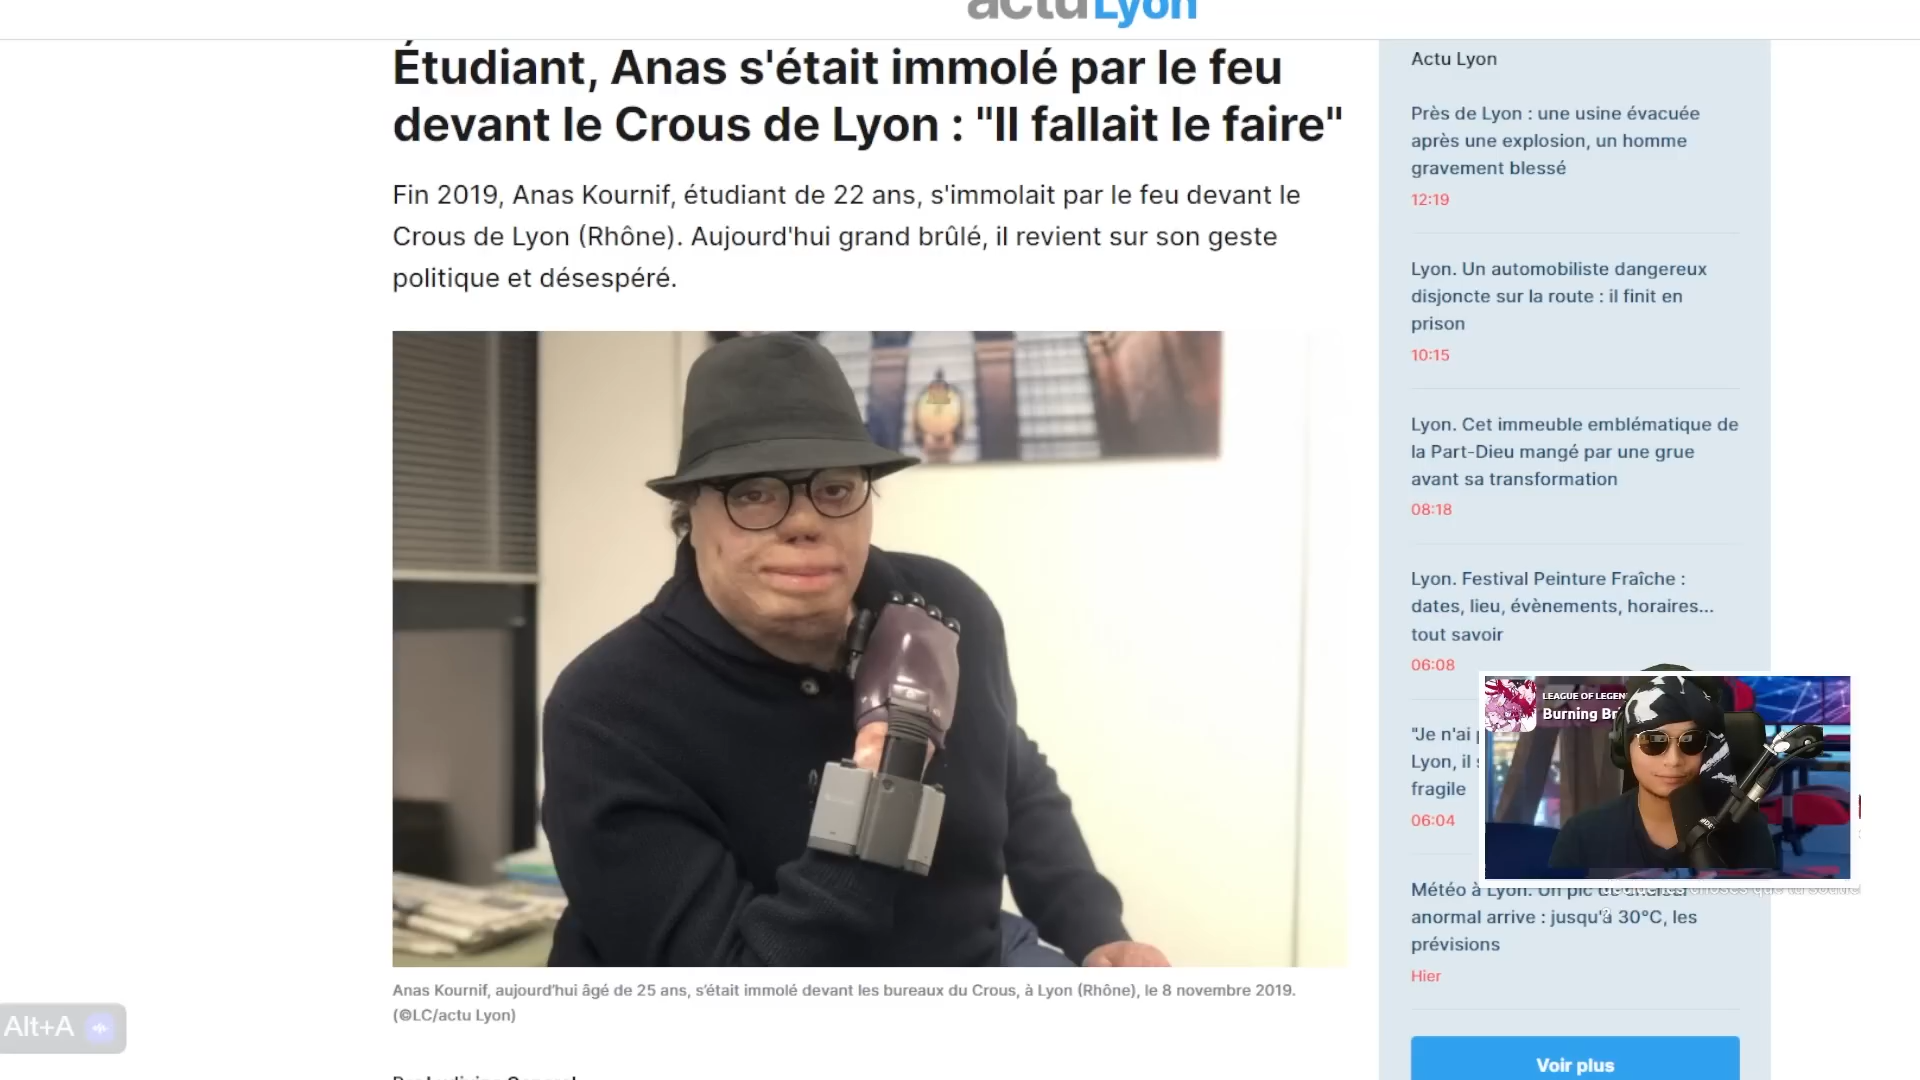 actu Lyon
Étudiant, Anas s'était immolé par le feu
devant le Crous de Lyon : "Il fallait le faire"
Fin 2019, Anas Kournif, étudiant de 22 ans, s'immolait par le feu devant le
Crous de Lyon (Rhône). Aujourd'hui grand brûlé, il revient sur son geste
politique et désespéré.
Anas Kournif, aujourd'hui âgé de 25 ans, s'était immolé devant les bureaux du Crous, à Lyon (Rhône), le 8 novembre 2019.
(©LC/actu Lyon)
Actu Lyon
Près de Lyon : une usine évacuée
après une explosion, un homme
gravement blessé
12:19
Lyon. Un automobiliste dangereux
disjoncte sur la route : il finit en
prison
10:15
Lyon. Cet immeuble emblématique de
la Part-Dieu mangé par une grue
avant sa transformation
08:18
Lyon. Festival Peinture Fraîche :
dates, lieu, évènements, horaires...
tout savoir
06:08
"Je n'ai
Lyon, il
fragile
06:04
LEAGUE OF LEGEN
Burning Br
Météo à Lyon. Un pic de chaleur
anormal arrive : jusqu'à 30°C, les
prévisions
Hier
Voir plus
Alt+A